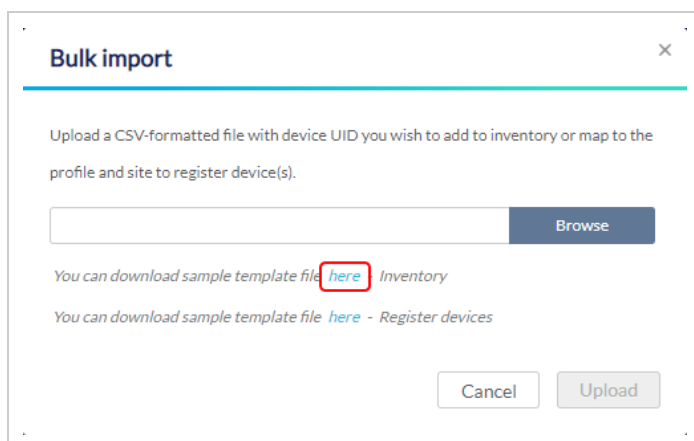 Bulk import
×
Upload a CSV-formatted file with device UID you wish to add to inventory or map to the
profile and site to register device(s).
Browse
You can download sample template file here - Inventory
You can download sample template file here - Register devices
Cancel Upload